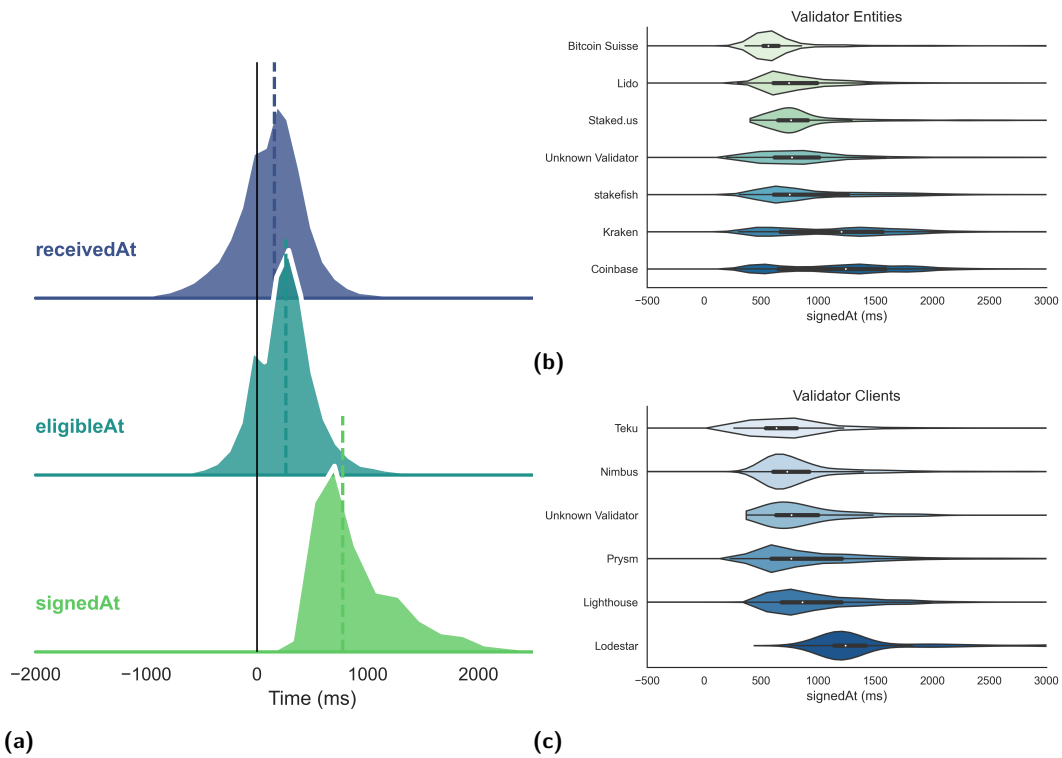 receivedAt
eligibleAt
signedAt
−2000 −1000 0 1000 2000
Time (ms)
(a)
Validator Entities
Bitcoin Suisse
Lido
Staked.us
Unknown Validator
stakefish
Kraken
Coinbase
−500 0 500 1000 1500 2000 2500 3000
signedAt (ms)
(b)
Validator Clients
Teku
Nimbus
Unknown Validator
Prysm
Lighthouse
Lodestar
−500 0 500 1000 1500 2000 2500 3000
signedAt (ms)
(c)